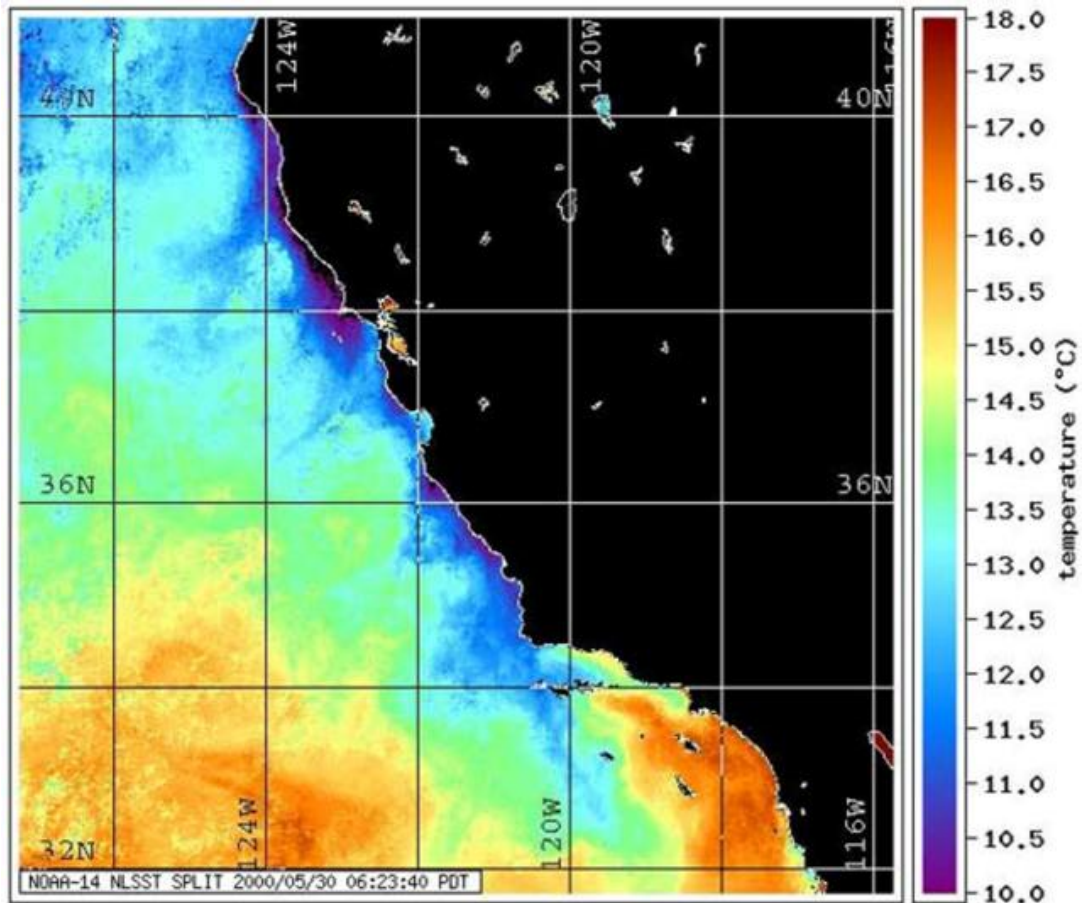 124W
120W
116W
40N
40N
36N
36N
32N
124W
120W
116W
NOAA-14 NLSST SPLIT 2000/05/30 06:23:40 PDT
18.0
17.5
17.0
16.5
16.0
15.5
15.0
14.5
14.0
13.5
13.0
12.5
12.0
11.5
11.0
10.5
10.0
temperature (°C)